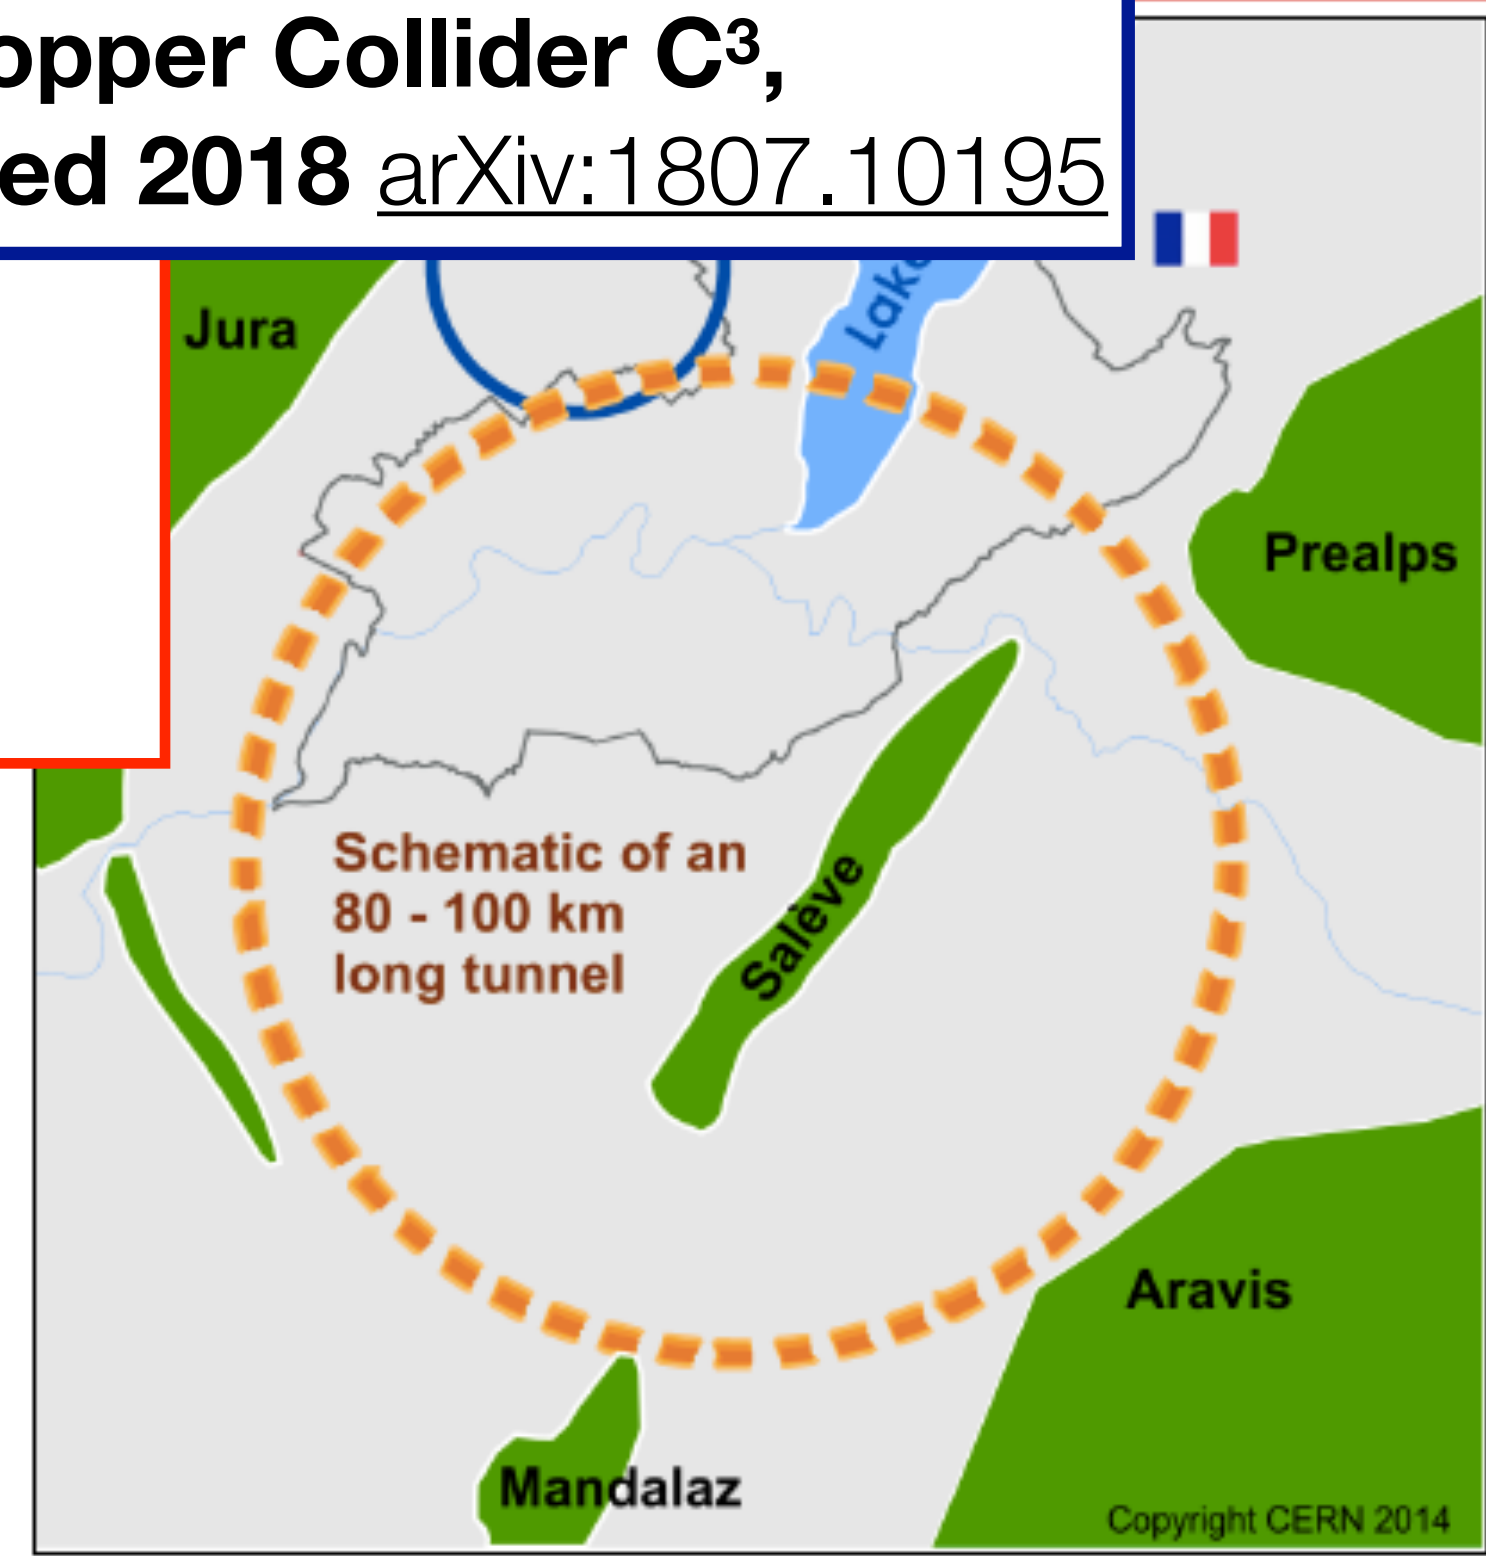 opper Collider C³,
ed 2018 arXiv:1807.10195
Jura
Lake
Prealps
Schematic of an
80 - 100 km
long tunnel
Salève
Aravis
Mandalaz
Copyright CERN 2014